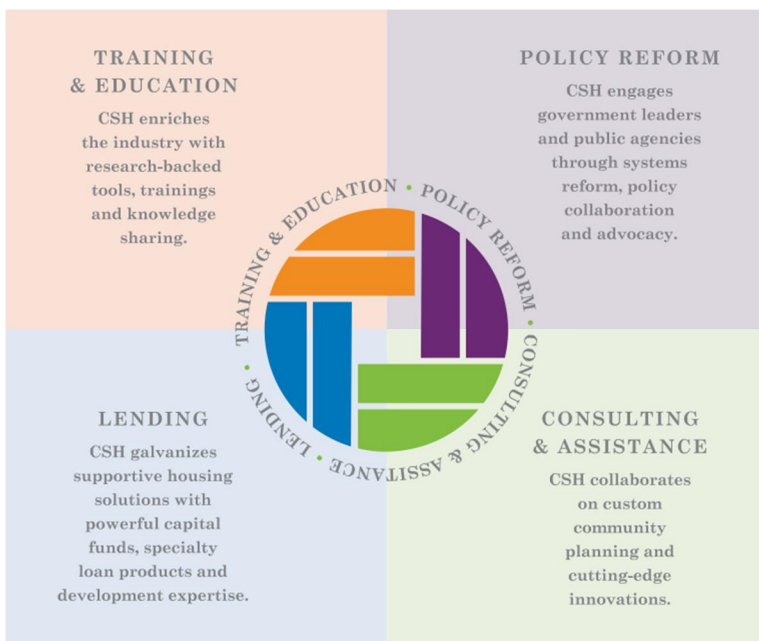 TRAINING
& EDUCATION
CSH enriches
the industry with
research-backed
tools, trainings
and knowledge
sharing.
POLICY REFORM
CSH engages
government leaders
and public agencies
through systems
reform, policy
collaboration
and advocacy.
TRAINING & EDUCATION • POLICY REFORM • CONSULTING & ASSITANCE • LENDING •
LENDING
CSH galvanizes
supportive housing
solutions with
powerful capital
funds, specialty
loan products and
development expertise.
CONSULTING
& ASSISTANCE
CSH collaborates
on custom
community
planning and
cutting-edge
innovations.